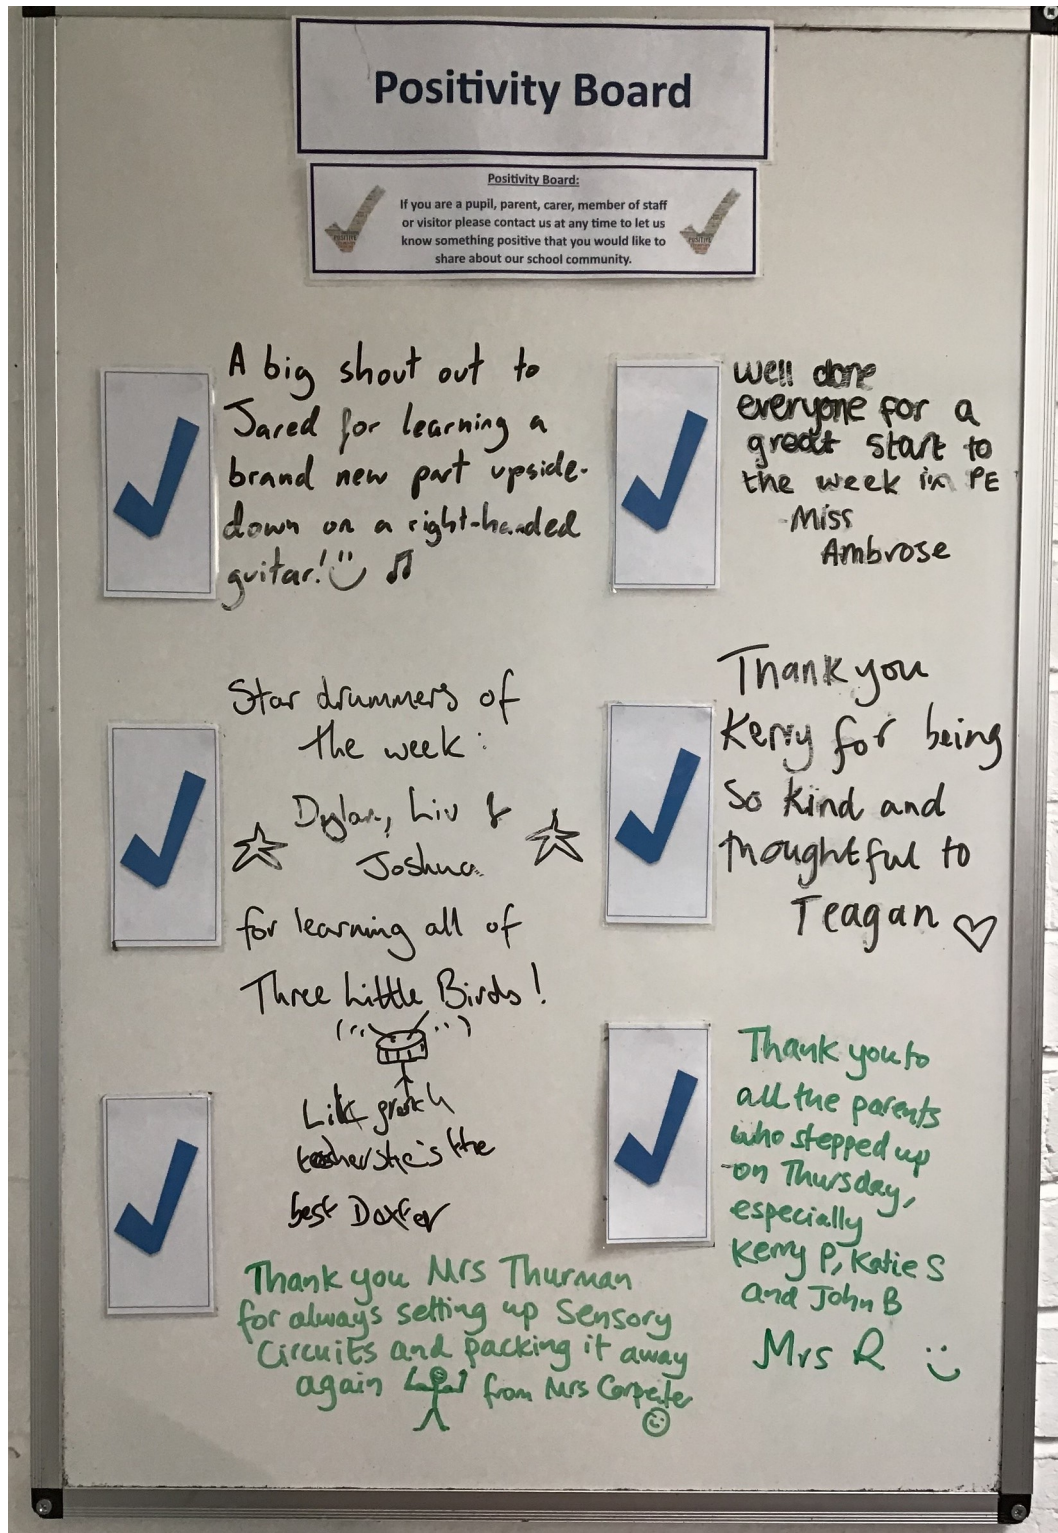 Positivity Board
Positivity Board:
If you are a pupil, parent, carer, member of staff
or visitor please contact us at any time to let us
know something positive that you would like to
share about our school community.
A big shout out to
Jared for learning a
brand new part upside-
down on a right-handed
guitar!
Well done
everyone for a
great start to
the week in PE
-Miss
Ambrose
Star drummers of
the week:
Dylan, Liv &
Joshua
for learning all of
Three Little Birds!
Thank you
Kerry for being
So kind and
thoughtful to
Teagan
she's the
best Daxter
Thank you Mrs Thurman
for always setting up Sensory
Circuits and packing it away
again from Mrs Carpenter
Thank you to
all the parents
who stepped up
on Thursday,
especially
Kerry P, Katie S
and John B
Mrs R